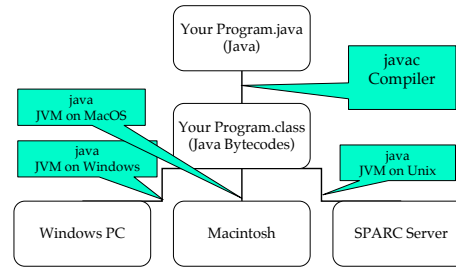 Your Program.java
(Java)
javac
Compiler
java
JVM on MacOS
Your Program.class
(Java Bytecodes)
java
JVM on Windows
java
JVM on Unix
Windows PC
Macintosh
SPARC Server